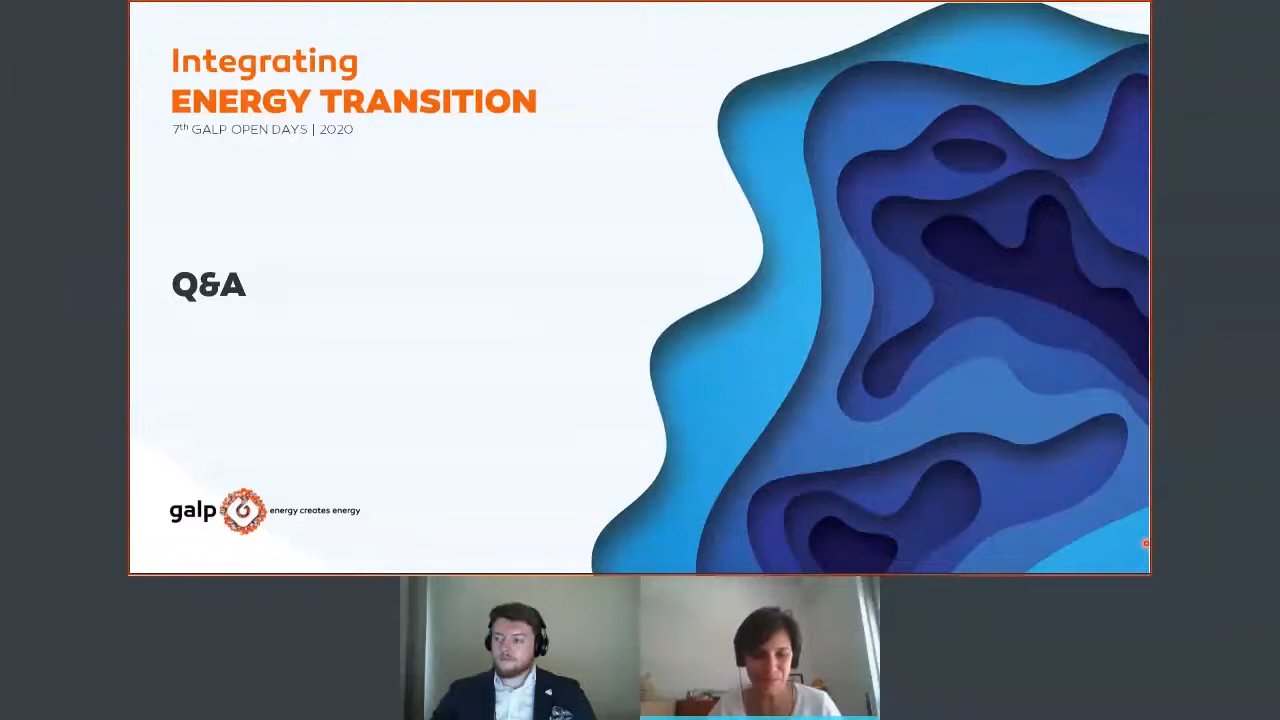 Integrating
ENERGY TRANSITION
7th GALP OPEN DAYS | 2020
Q&A
galp energy creates energy